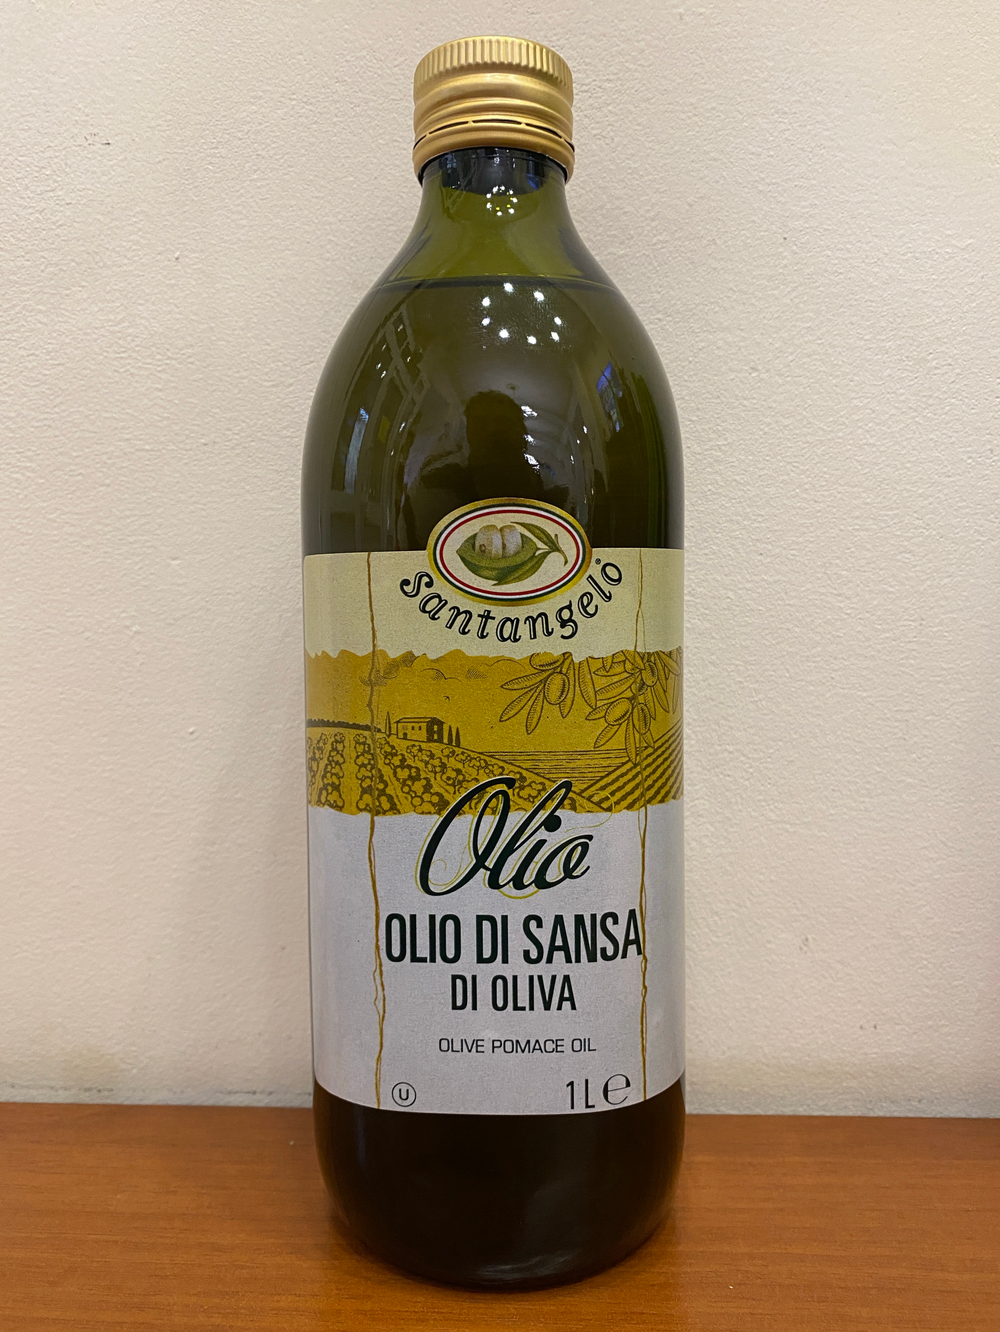 Santangelo®
Olio
OLIO DI SANSA
DI OLIVA
OLIVE POMACE OIL
U
1L ℮